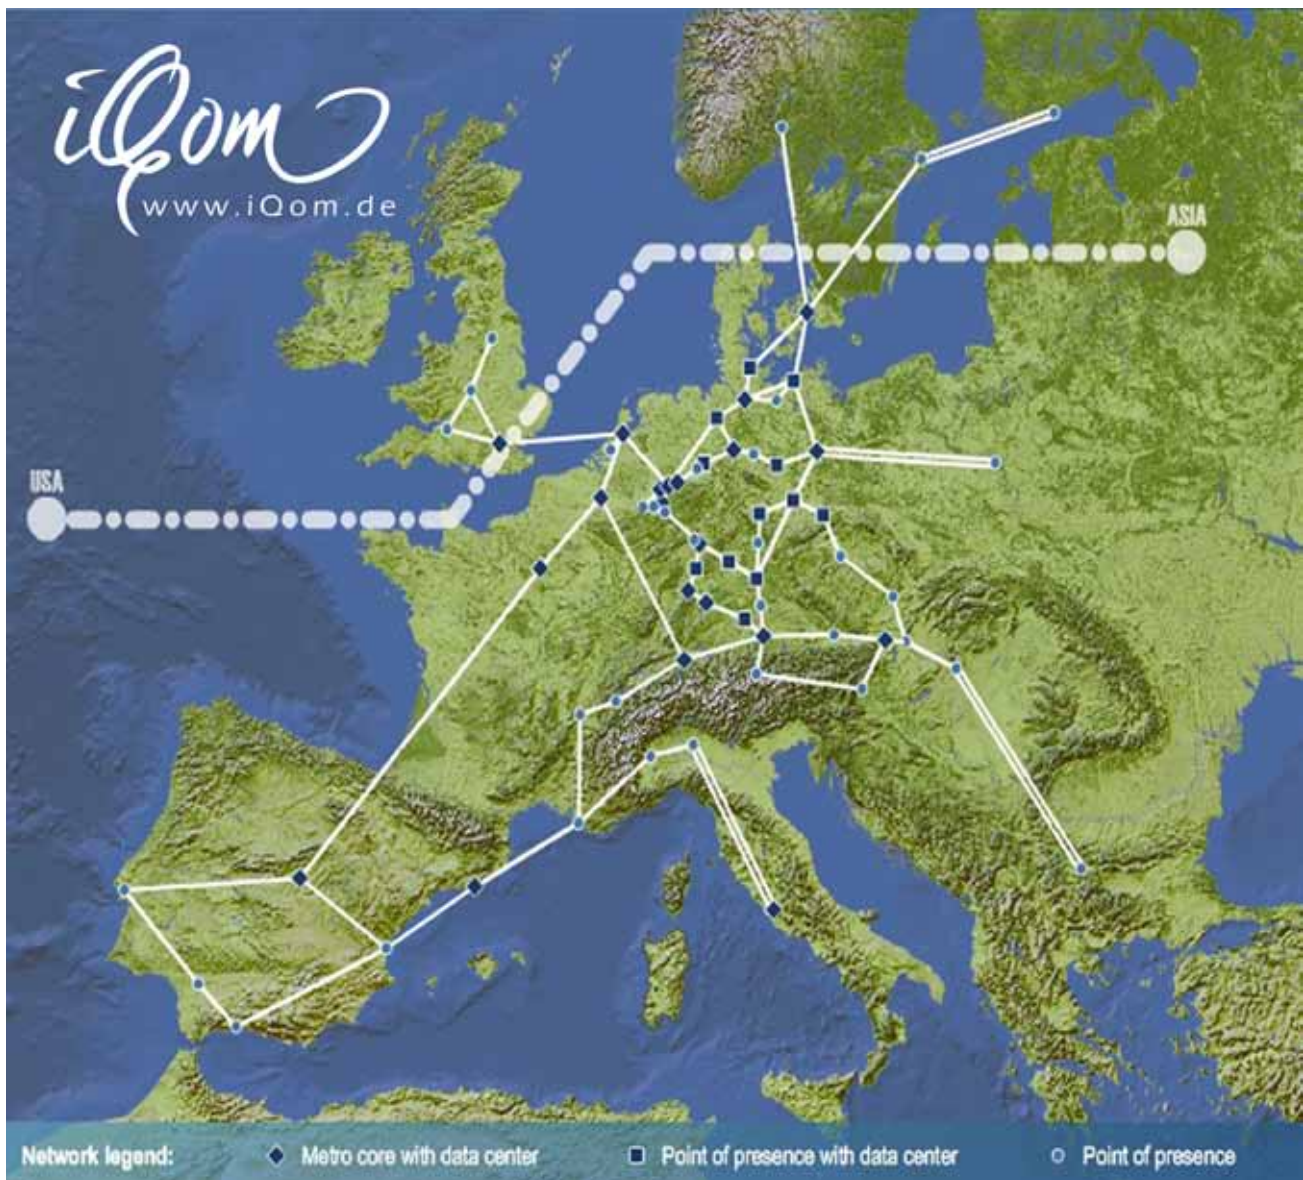 iQom
www.iQom.de
ASIA
USA
Network legend:
Metro core with data center
Point of presence with data center
Point of presence